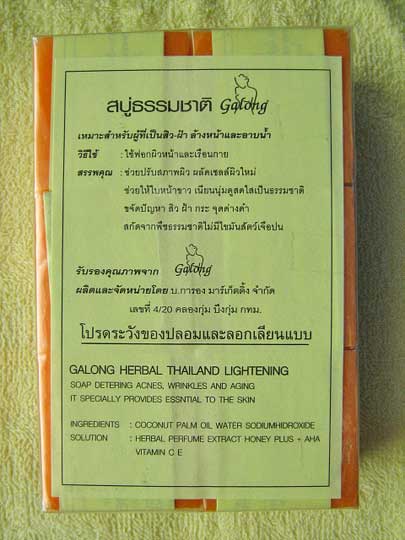 สบู่ธรรมชาติ Galong
เหมาะสำหรับผู้ที่เป็นสิว-ฝ้า ล้างหน้าและอาบน้ำ
วิธีใช้ : ใช้ฟอกผิวหน้าและเรือนกาย
สรรพคุณ : ช่วยปรับสภาพผิว ผลัดเซลล์ผิวใหม่
ช่วยให้ใบหน้าขาว เนียนนุ่มดูสดใสเป็นธรรมชาติ
ขจัดปัญหา สิว ฝ้า กระ จุดด่างดำ
สกัดจากพืชธรรมชาติไม่มีไขมันสัตว์เจือปน
รับรองคุณภาพจาก Galong
ผลิตและจัดหน่ายโดย บ.การอง มาร์เก็ตติ้ง จำกัด
เลขที่ 4/20 คลองกุ่ม บึงกุ่ม กทม.
โปรดระวังของปลอมและลอกเลียนแบบ
GALONG HERBAL THAILAND LIGHTENING
SOAP DETERING ACNES, WRINKLES AND AGING
IT SPECIALLY PROVIDES ESSNTIAL TO THE SKIN
INGREDIENTS : COCONUT PALM OIL WATER SODIUMHIDROXIDE
SOLUTION : HERBAL PERFUME EXTRACT HONEY PLUS + AHA
VITAMIN C E